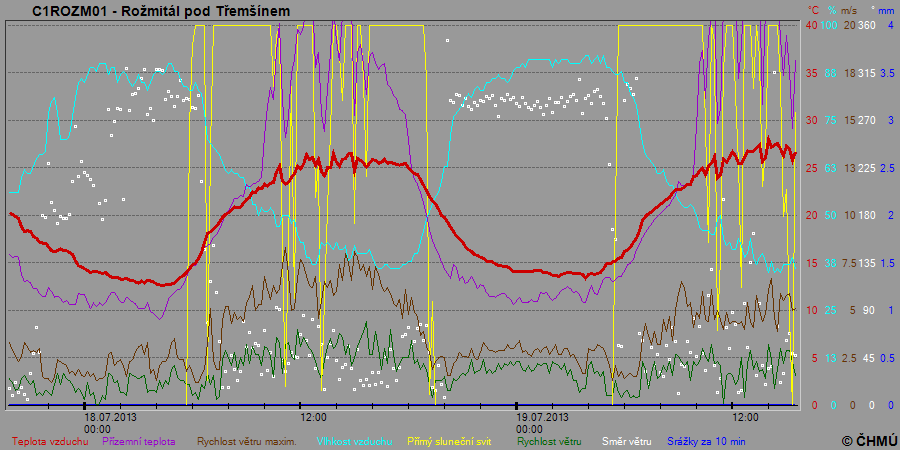 C1ROZM01 - Rožmitál pod Třemšínem
°C % m/s ° mm
40 100 20 360 4
35 88 18 315 3.5
30 75 15 270 3
25 63 13 225 2.5
20 50 10 180 2
15 38 7.5 135 1.5
10 25 5 90 1
5 13 2.5 45 0.5
0 0 0 0 0
18.07.2013 12:00 19.07.2013 12:00
00:00 00:00
Teplota vzduchu Přízemní teplota Rychlost větru maxim. Vlhkost vzduchu Přímý sluneční svit Rychlost větru Směr větru Srážky za 10 min © ČHMÚ